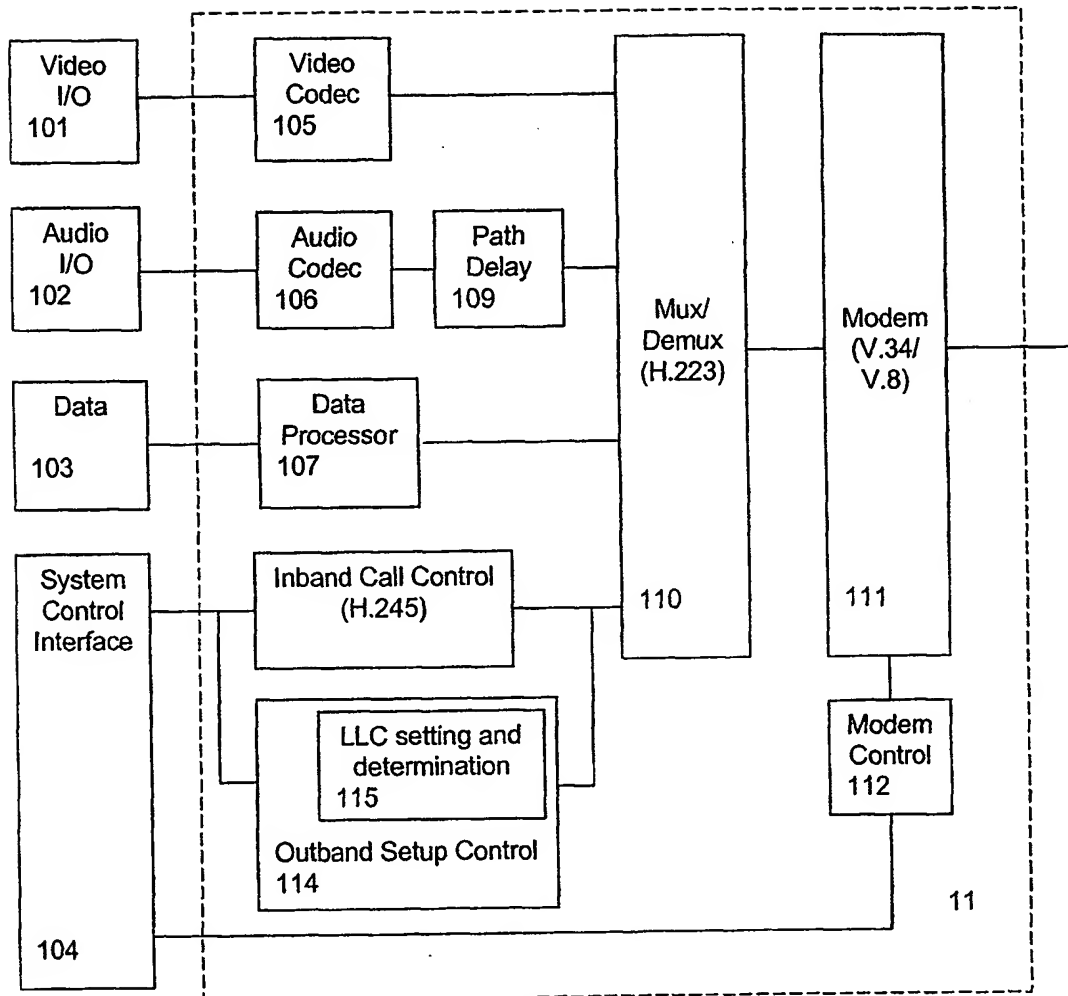 Video
I/O
101
Video
Codec
105
Audio
I/O
102
Audio
Codec
106
Path
Delay
109
Data
103
Data
Processor
107
Mux/
Demux
(H.223)
110
Modem
(V.34/
V.8)
111
System
Control
Interface
104
Inband Call Control
(H.245)
LLC setting and
determination
115
Outband Setup Control
114
Modem
Control
112
11